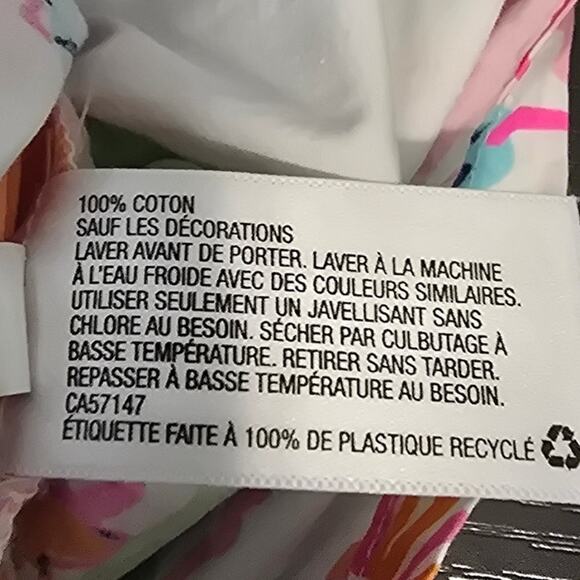 100% COTON
SAUF LES DÉCORATIONS
LAVER AVANT DE PORTER. LAVER À LA MACHINE
À L'EAU FROIDE AVEC DES COULEURS SIMILAIRES.
UTILISER SEULEMENT UN JAVELLISANT SANS
CHLORE AU BESOIN. SÉCHER PAR CULBUTAGE À
BASSE TEMPÉRATURE. RETIRER SANS TARDER.
REPASSER À BASSE TEMPÉRATURE AU BESOIN.
CA57147
ÉTIQUETTE FAITE À 100% DE PLASTIQUE RECYCLÉ